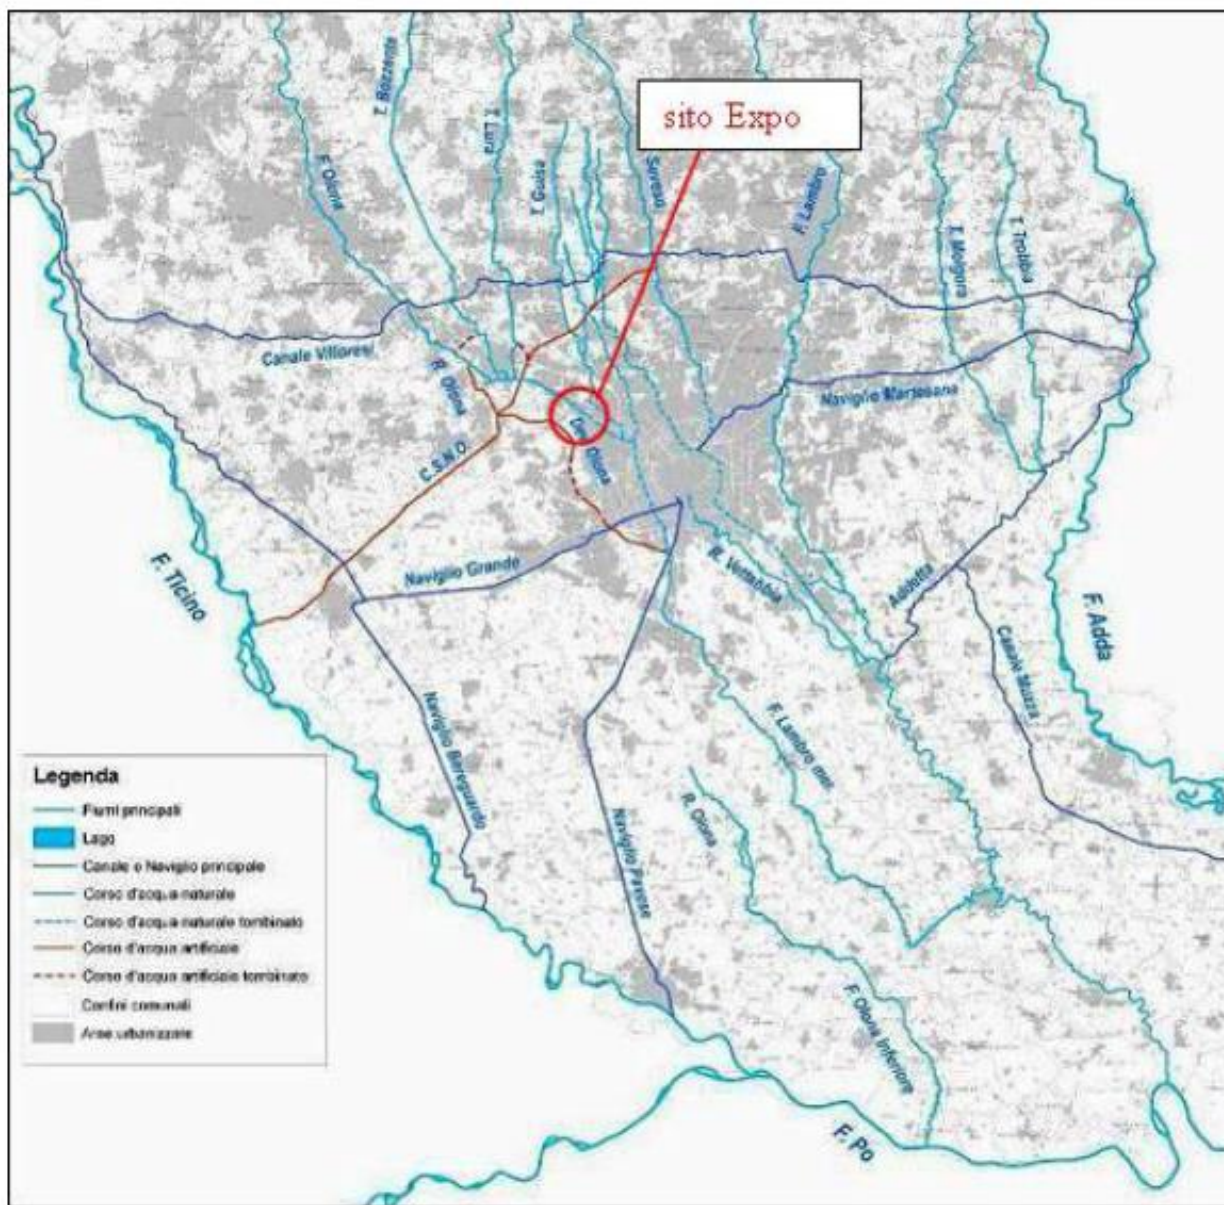 sito Expo
T. Bozzente
T. Lura
T. Guisa
Seveso
F. Olona
F. Lambro
T. Molgora
T. Trobbia
Canale Villoresi
R. Olona
Naviglio Martesana
C.S.N.O.
Olona
F. Ticino
Naviglio Grande
R. Vettabbia
Addetta
F. Adda
Canale Muzza
Naviglio Bereguardo
F. Lambro mer.
R. Olona
Naviglio Pavese
F. Olona Inferiore
F. Po
Legenda
Fiumi principali
Lago
Canale o Naviglio principale
Corso d'acqua naturale
Corso d'acqua naturale tombinato
Corso d'acqua artificiale
Corso d'acqua artificiale tombinato
Confini comunali
Aree urbanizzate